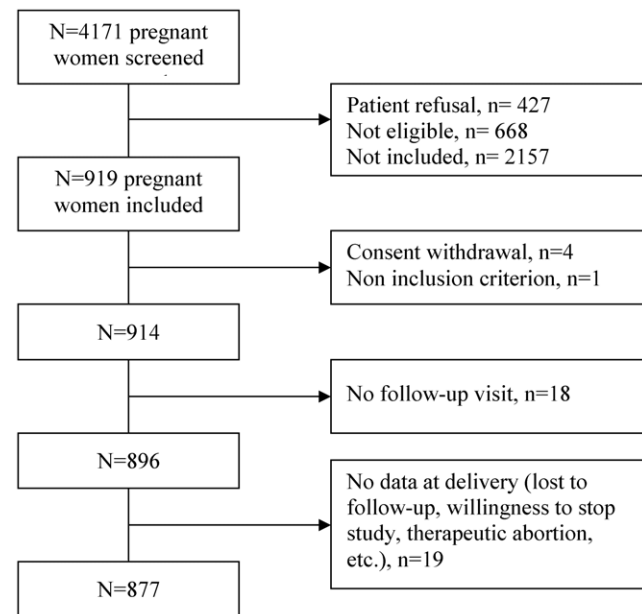 N=4171 pregnant
women screened
Patient refusal, n= 427
Not eligible, n= 668
Not included, n= 2157
N=919 pregnant
women included
Consent withdrawal, n=4
Non inclusion criterion, n=1
N=914
No follow-up visit, n=18
N=896
No data at delivery (lost to
follow-up, willingness to stop
study, therapeutic abortion,
etc.), n=19
N=877